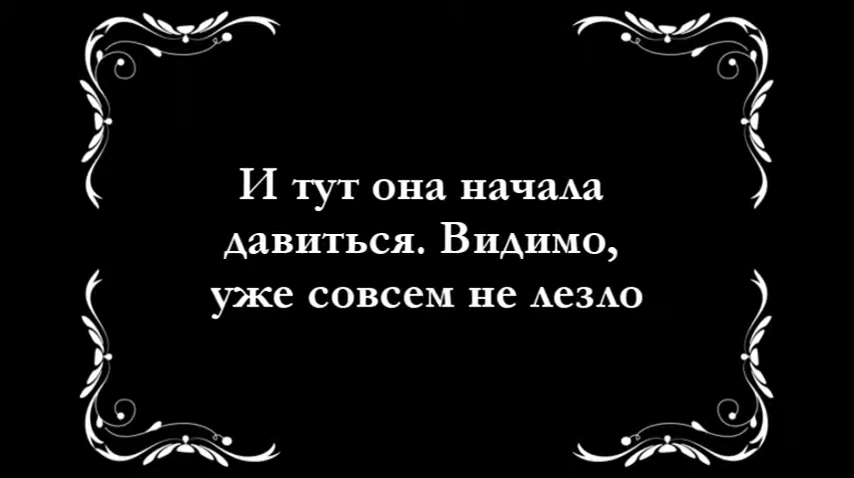 И тут она начала
давиться. Видимо,
уже совсем не лезло